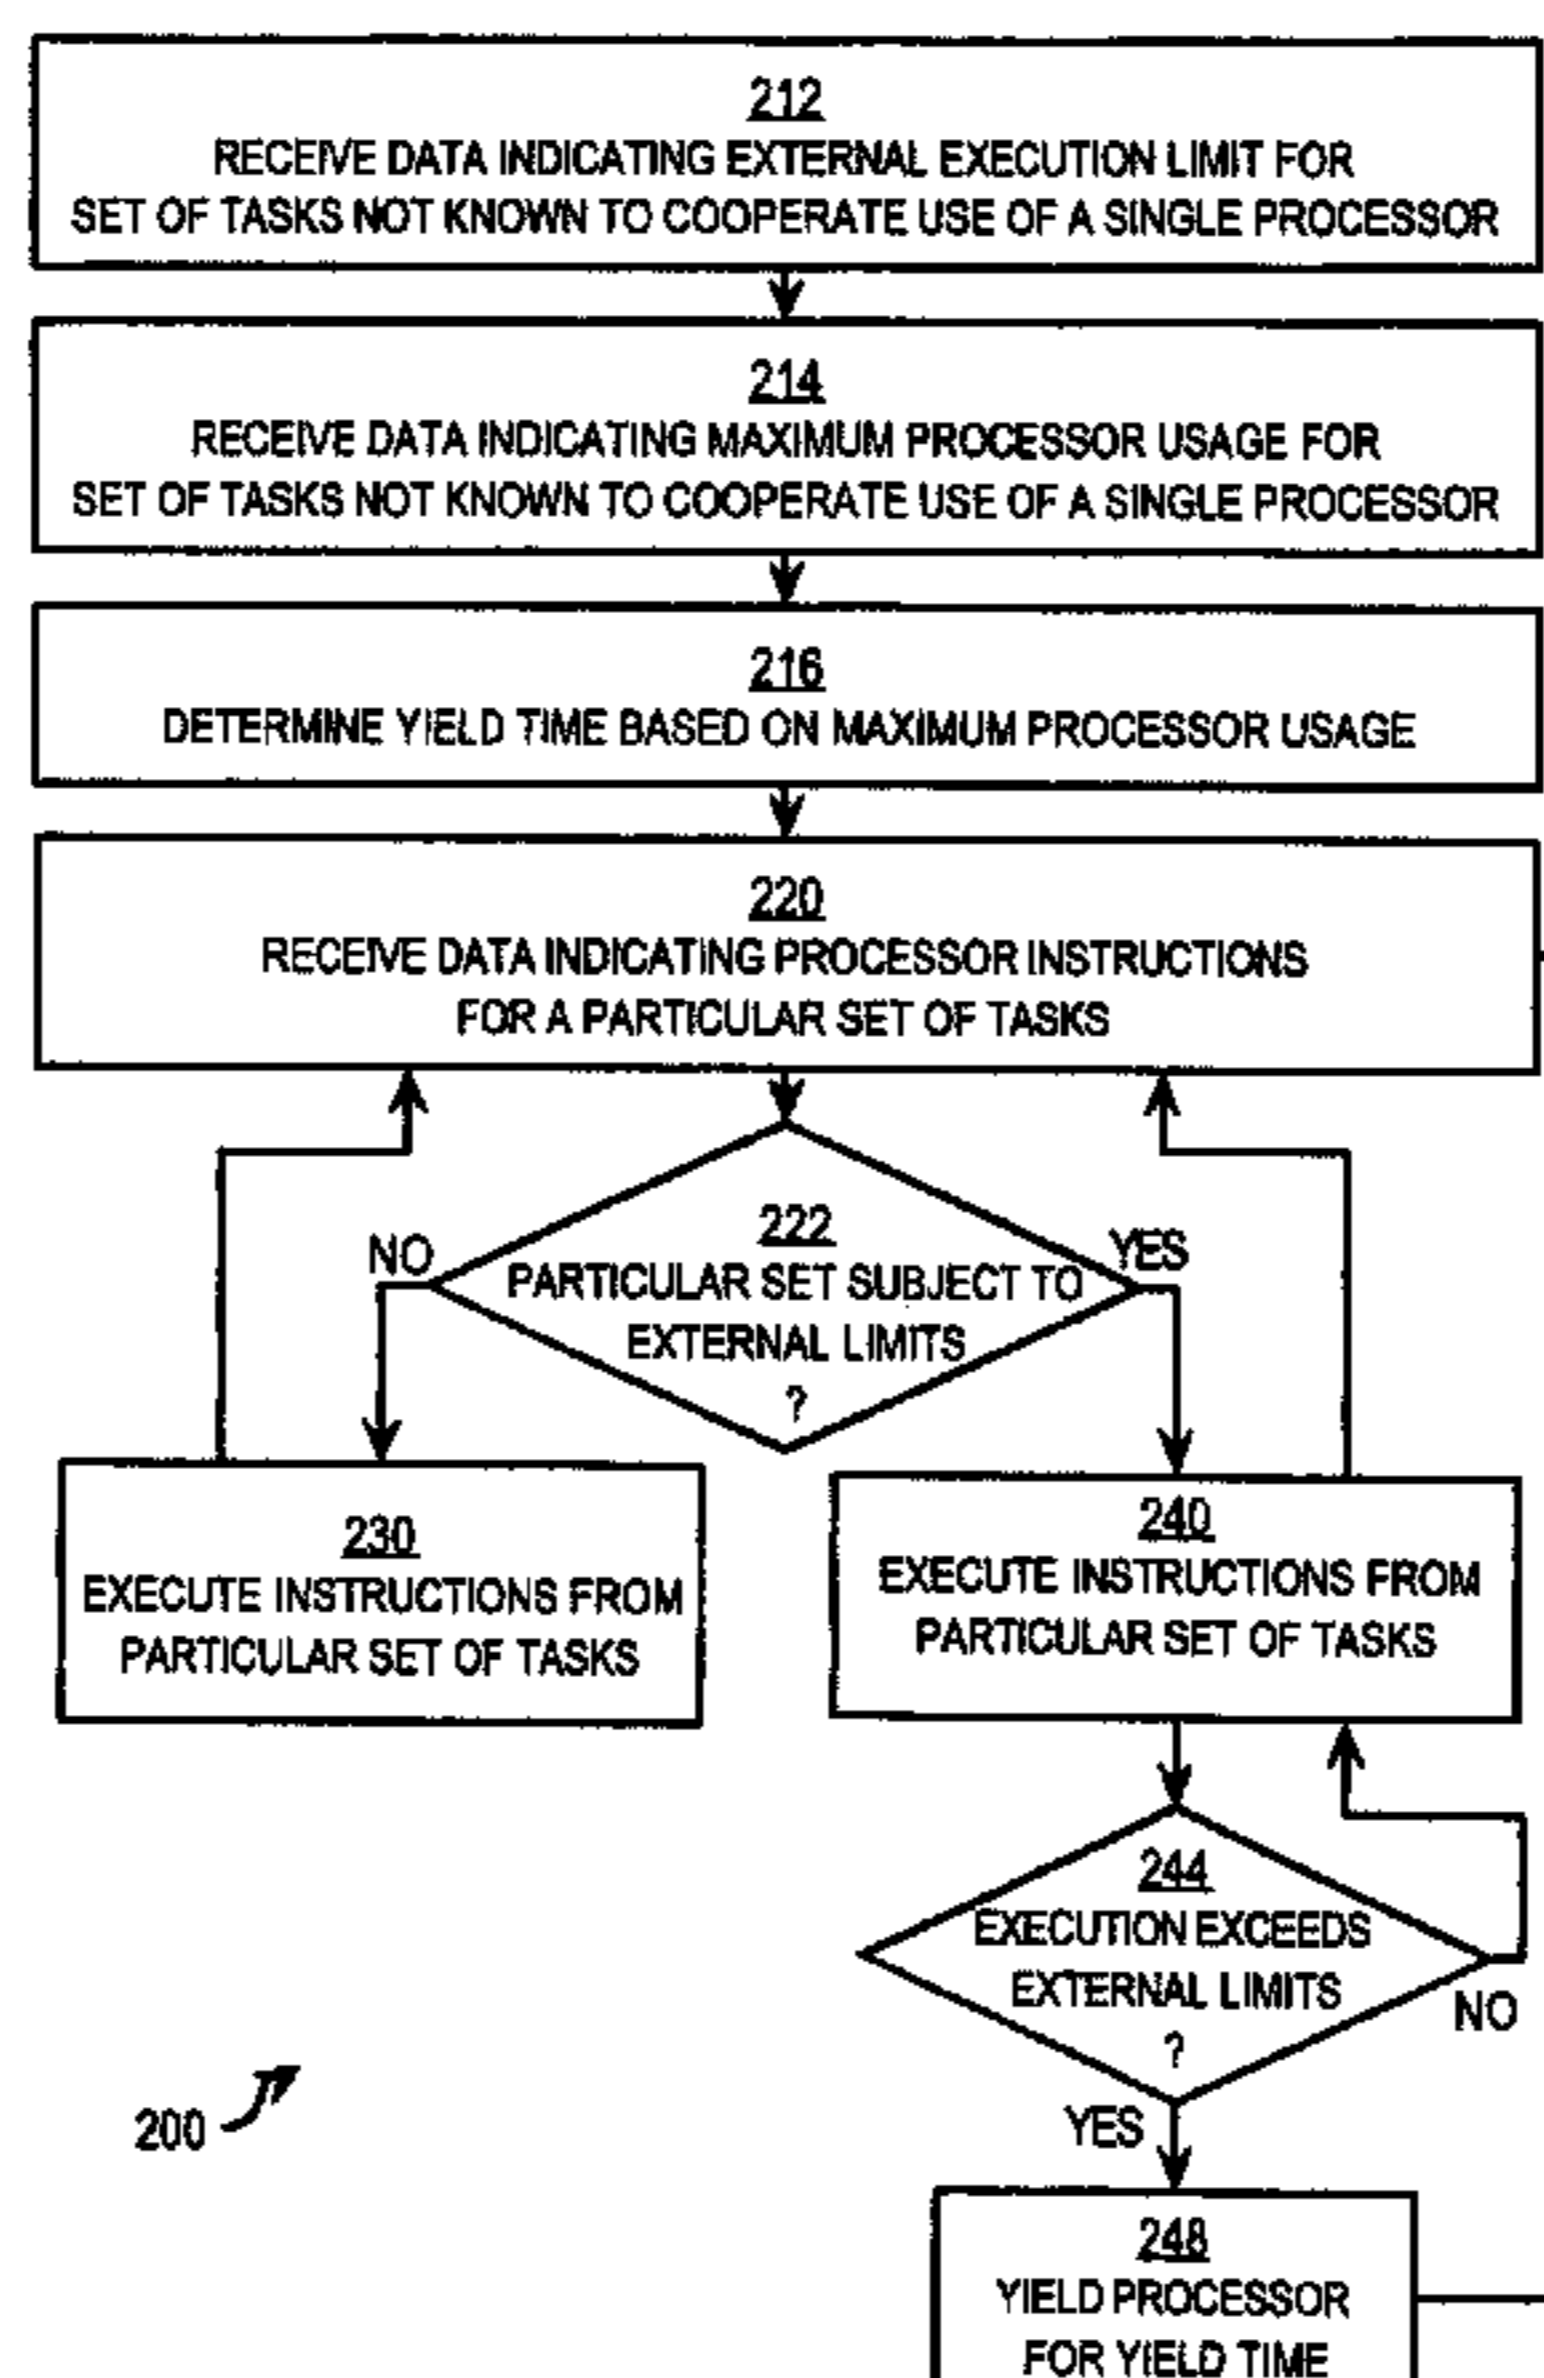 212
RECEIVE DATA INDICATING EXTERNAL EXECUTION LIMIT FOR
SET OF TASKS NOT KNOWN TO COOPERATE USE OF A SINGLE PROCESSOR
214
RECEIVE DATA INDICATING MAXIMUM PROCESSOR USAGE FOR
SET OF TASKS NOT KNOWN TO COOPERATE USE OF A SINGLE PROCESSOR
216
DETERMINE YIELD TIME BASED ON MAXIMUM PROCESSOR USAGE
220
RECEIVE DATA INDICATING PROCESSOR INSTRUCTIONS
FOR A PARTICULAR SET OF TASKS
222
NO
YES
PARTICULAR SET SUBJECT TO
EXTERNAL LIMITS
?
230
EXECUTE INSTRUCTIONS FROM
PARTICULAR SET OF TASKS
240
EXECUTE INSTRUCTIONS FROM
PARTICULAR SET OF TASKS
244
EXECUTION EXCEEDS
EXTERNAL LIMITS
?
NO
YES
200
248
YIELD PROCESSOR
FOR YIELD TIME